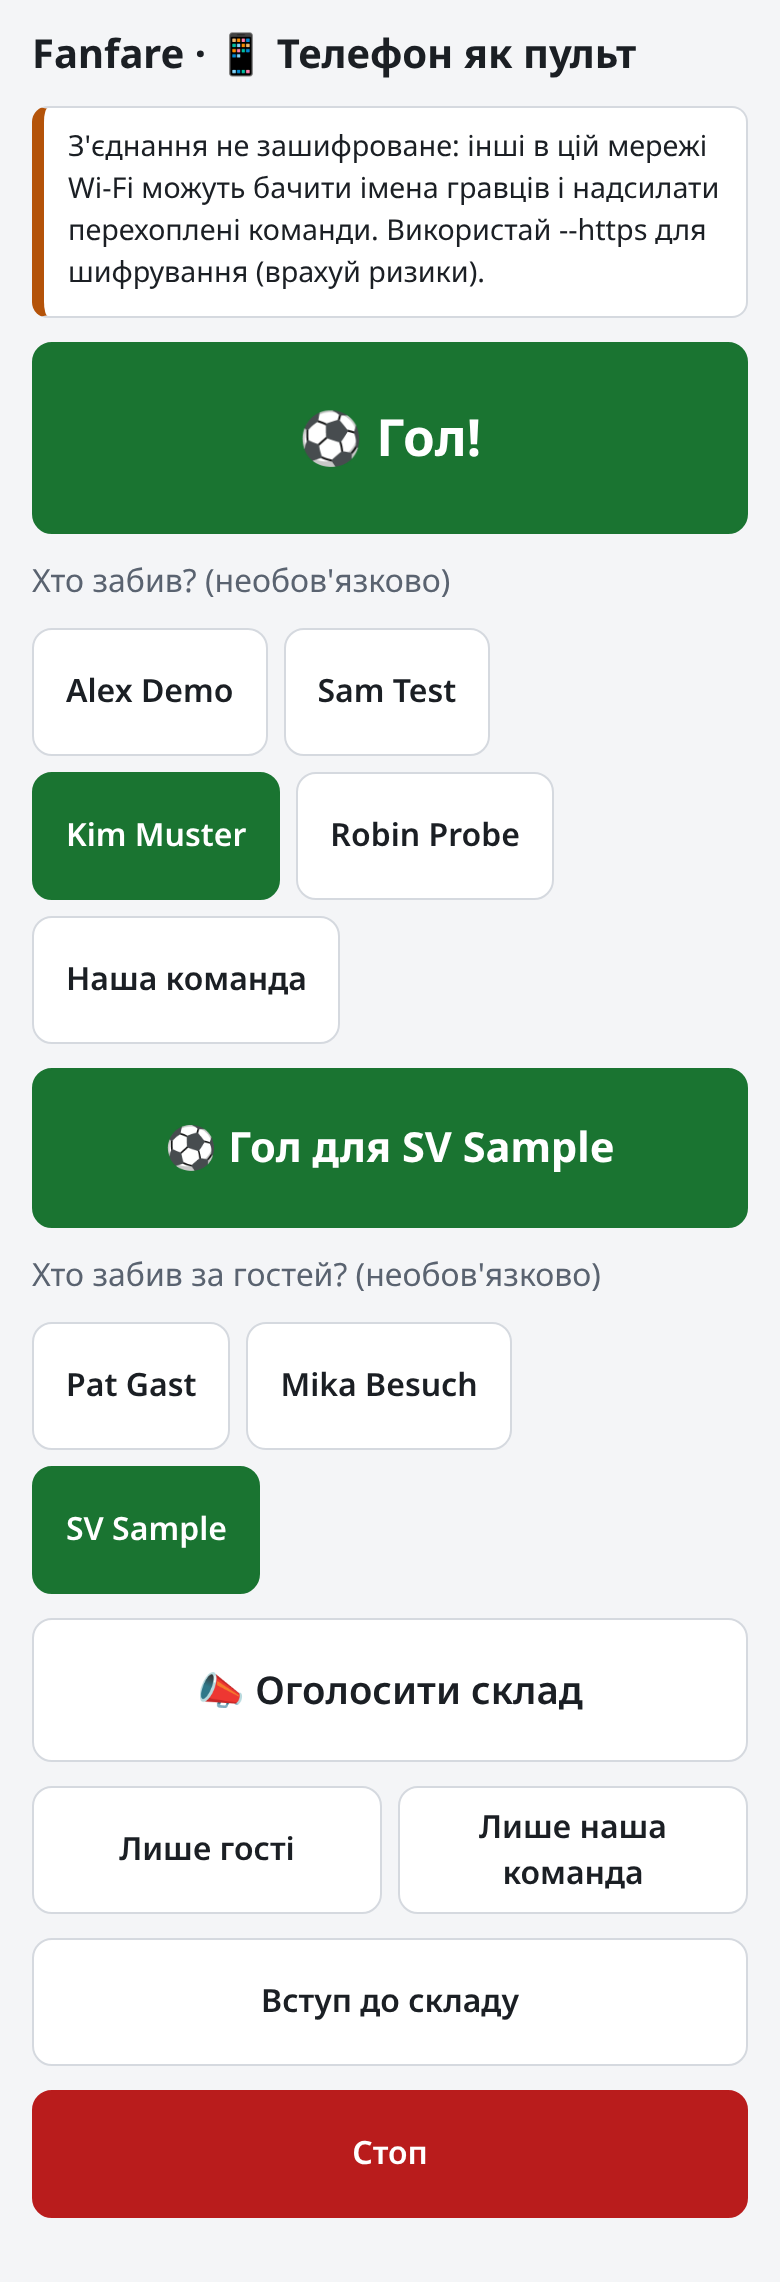 Fanfare · 📱 Телефон як пульт
З'єднання не зашифроване: інші в цій мережі
Wi-Fi можуть бачити імена гравців і надсилати
перехоплені команди. Використай --https для
шифрування (врахуй ризики).
⚽ Гол!
Хто забив? (необов'язково)
Alex Demo
Sam Test
Kim Muster
Robin Probe
Наша команда
⚽ Гол для SV Sample
Хто забив за гостей? (необов'язково)
Pat Gast
Mika Besuch
SV Sample
📣 Оголосити склад
Лише гості
Лише наша
команда
Вступ до складу
Стоп